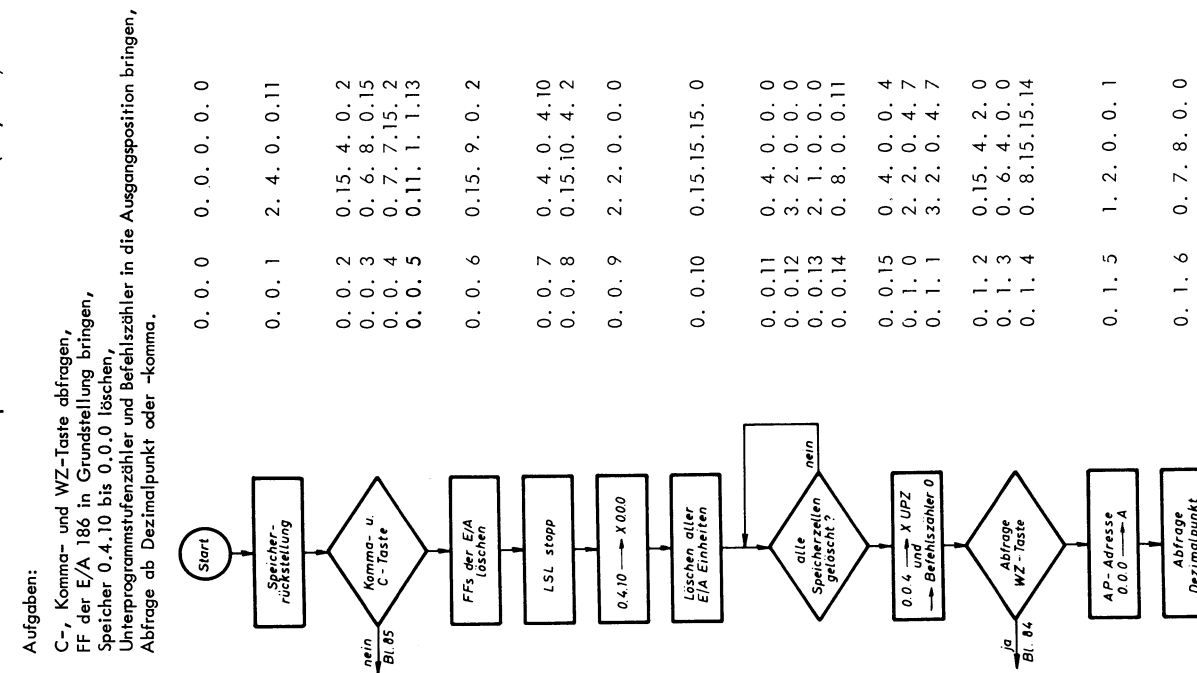 Aufgaben:
C-, Komma- und WZ-Taste abfragen,
FF der E/A 186 in Grundstellung bringen,
Speicher 0.4.10 bis 0.0.0 löschen,
Unterprogrammstufenzähler und Befehlszähler in die Ausgangsposition bringen,
Abfrage ab Dezimalpunkt oder -komma.
Start
0. 0. 0 0. 0. 0. 0. 0
Speicher-
rückstellung
0. 0. 1 2. 4. 0. 0.11
Komma- u.
C-Taste
nein
Bl. 85
0. 0. 2 0.15. 4. 0. 2
0. 0. 3 0. 6. 8. 0.15
0. 0. 4 0. 7. 7.15. 2
0. 0. 5 0.11. 1. 1.13
FFs der E/A
löschen
0. 0. 6 0.15. 9. 0. 2
LSL stopp
0. 0. 7 0. 4. 0. 4.10
0. 0. 8 0.15.10. 4. 2
0.4.10 → X 0.0.0
0. 0. 9 2. 2. 0. 0. 0
Löschen aller
E/A Einheiten
0. 0.10 0.15.15.15. 0
alle
Speicherzellen
gelöscht ?
nein
0. 0.11 0. 4. 0. 0. 0
0. 0.12 3. 2. 0. 0. 0
0. 0.13 2. 1. 0. 0. 0
0. 0.14 0. 8. 0. 0.11
0.0.4 → X UPZ
und
→ Befehlszähler 0
0. 0.15 0. 4. 0. 0. 4
0. 1. 0 2. 2. 0. 4. 7
0. 1. 1 3. 2. 0. 4. 7
Abfrage
WZ-Taste
ja
Bl. 84
0. 1. 2 0.15. 4. 2. 0
0. 1. 3 0. 6. 4. 0. 0
0. 1. 4 0. 8.15.15.14
AP-Adresse
0.0.0 → A
0. 1. 5 1. 2. 0. 0. 1
Abfrage
Dezimalpunkt
0. 1. 6 0. 7. 8. 0. 0